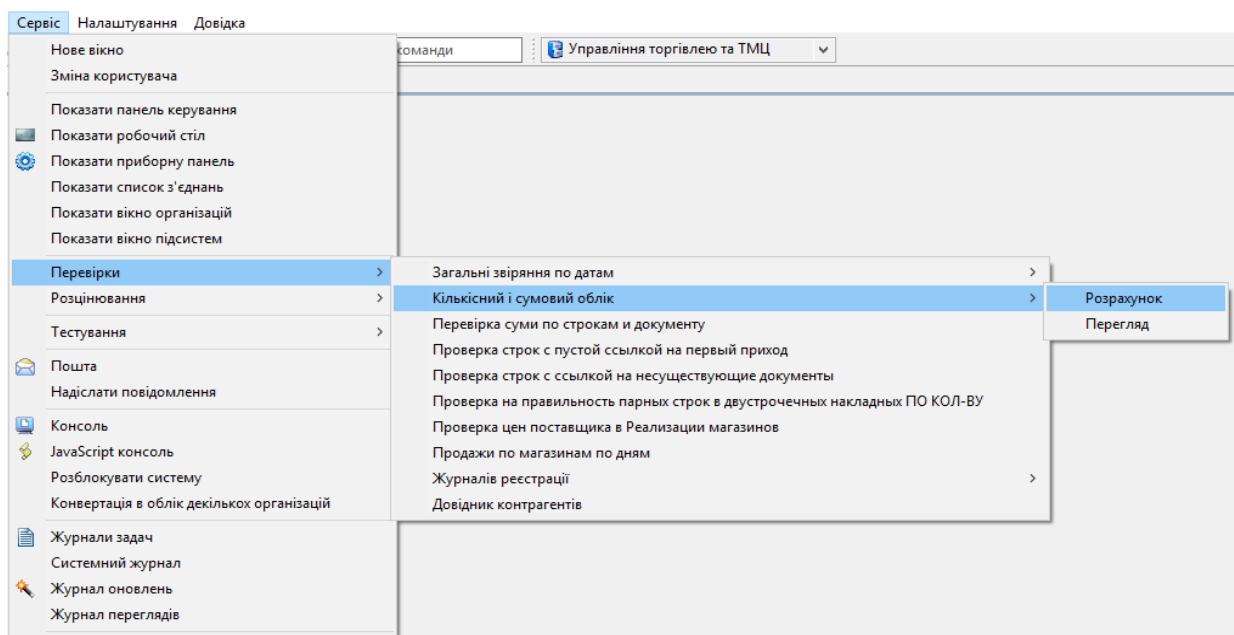 Сервіс Налаштування Довідка
Нове вікно
команди
Управління торгівлею та ТМЦ
Зміна користувача
Показати панель керування
Показати робочий стіл
Показати приборну панель
Показати список з'єднань
Показати вікно організацій
Показати вікно підсистем
Перевірки
Розцінювання
Тестування
Пошта
Надіслати повідомлення
Консоль
JavaScript консоль
Розблокувати систему
Конвертація в облік декількох організацій
Журнали задач
Системний журнал
Журнал оновлень
Журнал переглядів
Загальні звіряння по датам
Кількісний і сумовий облік
Перевірка суми по строкам и документу
Проверка строк с пустой ссылкой на первый приход
Проверка строк с ссылкой на несуществующие документы
Проверка на правильность парных строк в двустрочечных накладных ПО КОЛ-ВУ
Проверка цен поставщика в Реализации магазинов
Продажи по магазинам по дням
Журналів реєстрації
Довідник контрагентів
Розрахунок
Перегляд